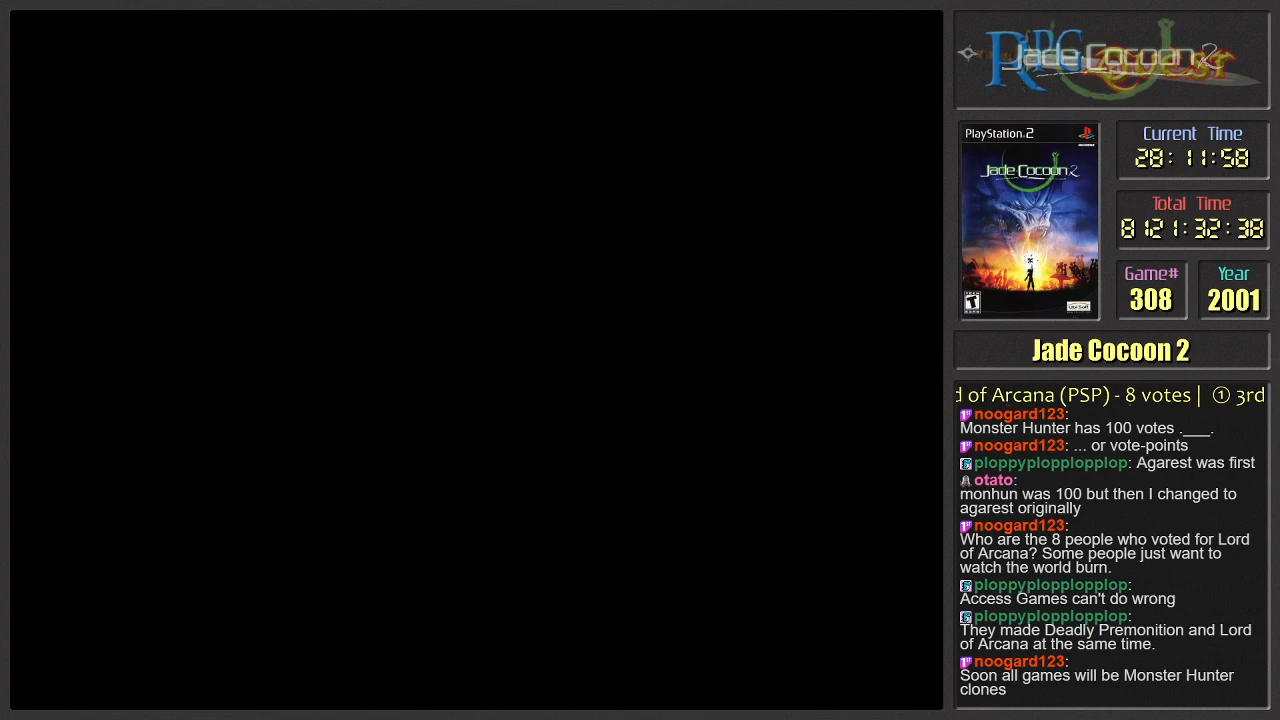 RPG Quest
Jade Cocoon 2
PlayStation.2
Jade Cocoon 2
Current Time
28:11:58
Total Time
8121:32:38
Game#
308
Year
2001
Jade Cocoon 2
d of Arcana (PSP) - 8 votes | ① 3rd
noogard123:
Monster Hunter has 100 votes .___.
noogard123: ... or vote-points
ploppyplopplopplop: Agarest was first
otato:
monhun was 100 but then I changed to
agarest originally
noogard123:
Who are the 8 people who voted for Lord
of Arcana? Some people just want to
watch the world burn.
ploppyplopplopplop:
Access Games can't do wrong
ploppyplopplopplop:
They made Deadly Premonition and Lord
of Arcana at the same time.
noogard123:
Soon all games will be Monster Hunter
clones